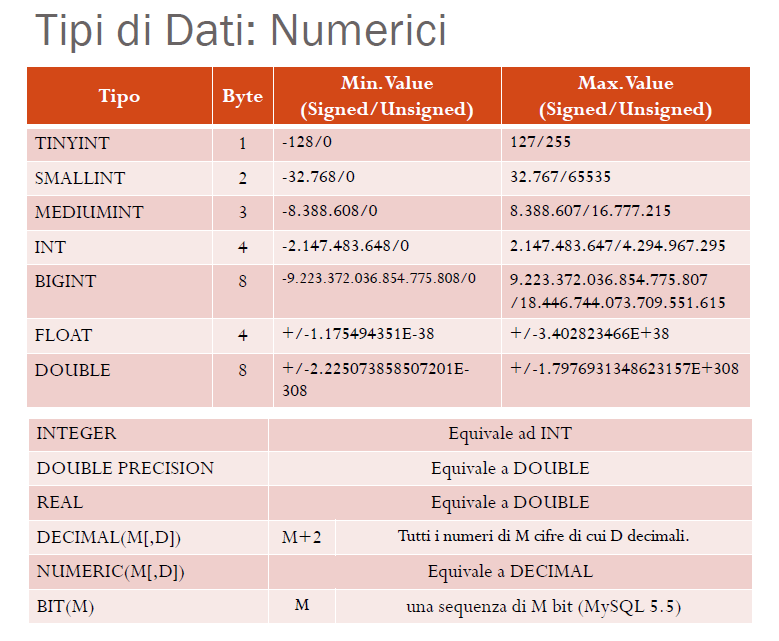 Tipi di Dati: Numerici
Tipo Byte Min. Value (Signed/Unsigned) Max. Value (Signed/Unsigned)
TINYINT 1 -128/0 127/255
SMALLINT 2 -32.768/0 32.767/65535
MEDIUMINT 3 -8.388.608/0 8.388.607/16.777.215
INT 4 -2.147.483.648/0 2.147.483.647/4.294.967.295
BIGINT 8 -9.223.372.036.854.775.808/0 9.223.372.036.854.775.807
/18.446.744.073.709.551.615
FLOAT 4 +/-1.175494351E-38 +/-3.402823466E+38
DOUBLE 8 +/-2.225073858507201E- +/-1.7976931348623157E+308
308
INTEGER Equivale ad INT
DOUBLE PRECISION Equivale a DOUBLE
REAL Equivale a DOUBLE
DECIMAL(M[,D]) M+2 Tutti i numeri di M cifre di cui D decimali.
NUMERIC(M[,D]) Equivale a DECIMAL
BIT(M) M una sequenza di M bit (MySQL 5.5)